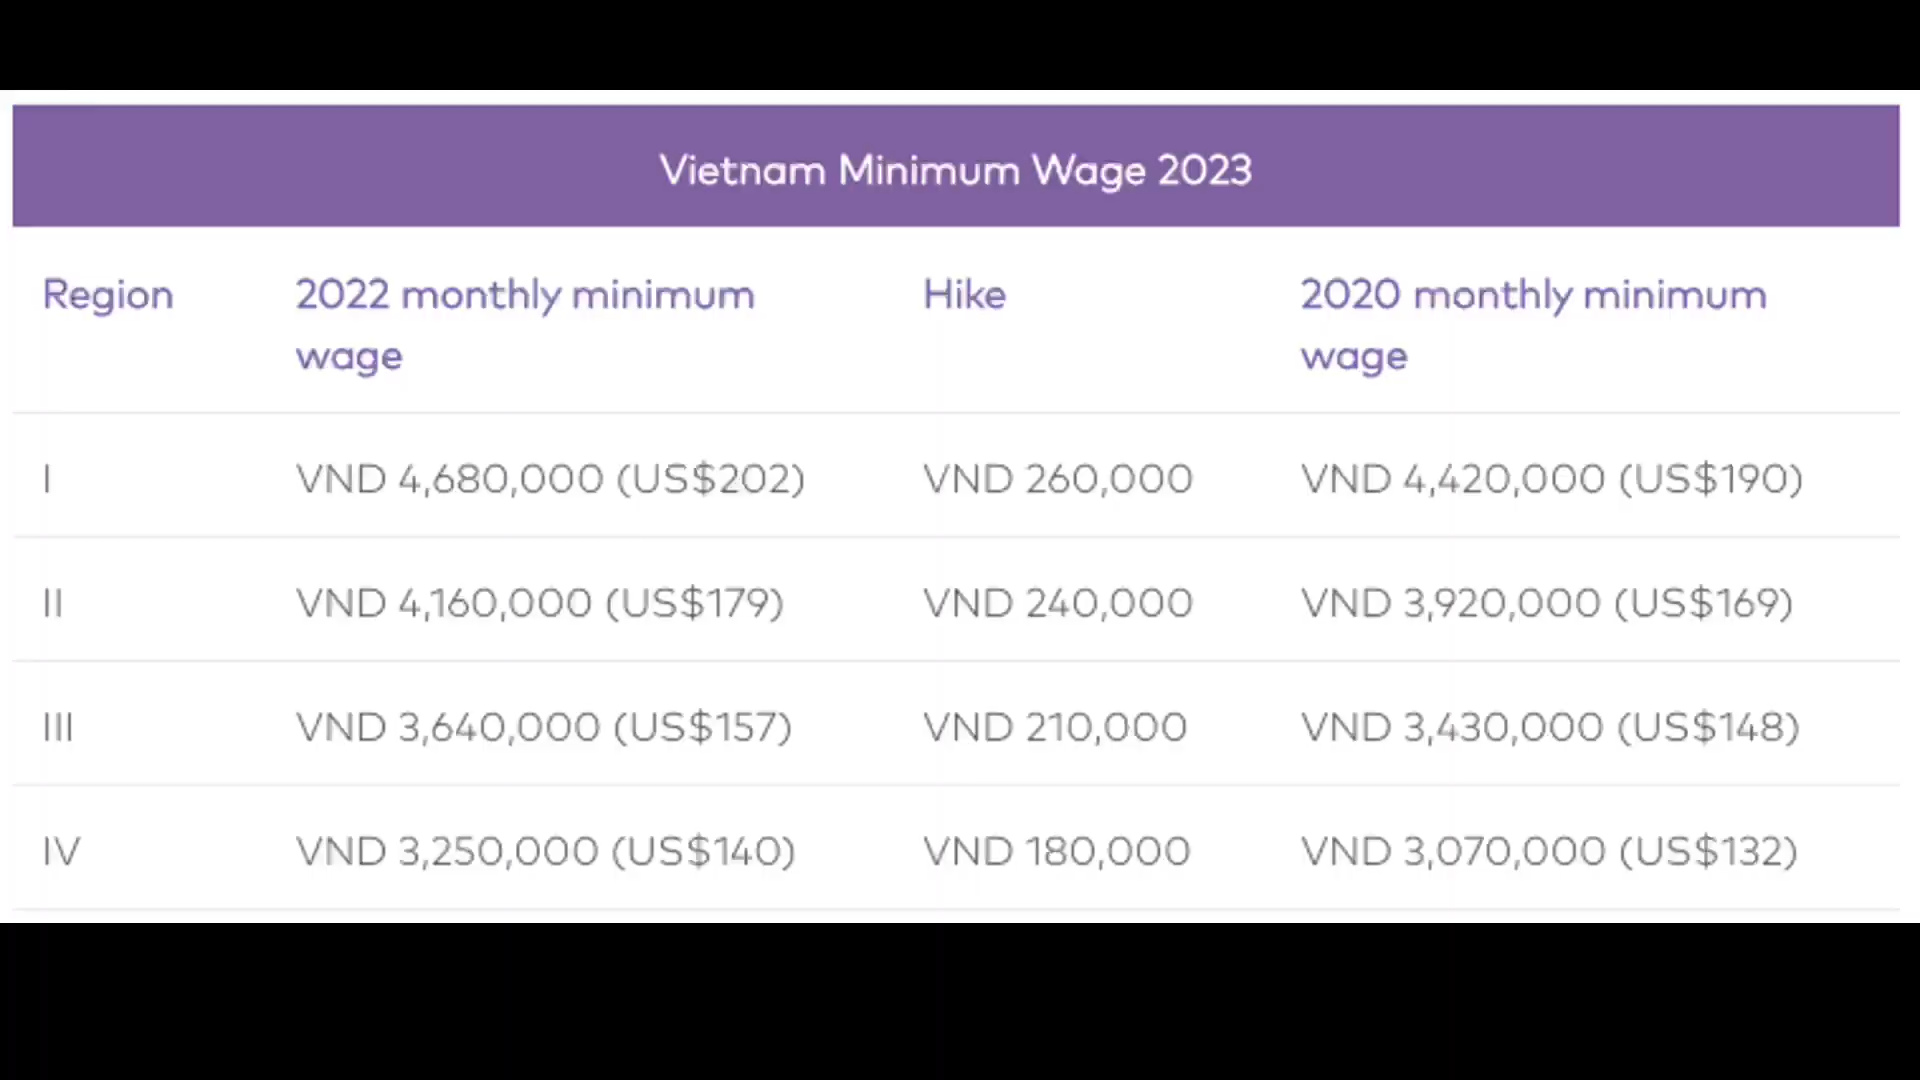 Vietnam Minimum Wage 2023
Region 2022 monthly minimum wage Hike 2020 monthly minimum wage
I VND 4,680,000 (US$202) VND 260,000 VND 4,420,000 (US$190)
II VND 4,160,000 (US$179) VND 240,000 VND 3,920,000 (US$169)
III VND 3,640,000 (US$157) VND 210,000 VND 3,430,000 (US$148)
IV VND 3,250,000 (US$140) VND 180,000 VND 3,070,000 (US$132)